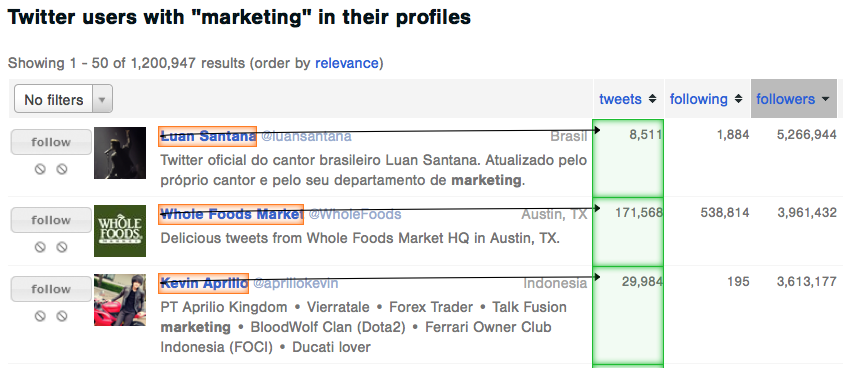 Twitter users with "marketing" in their profiles
Showing 1 - 50 of 1,200,947 results (order by relevance)
No filters
tweets following followers
follow
Luan Santana @luansantana Brasil 8,511 1,884 5,266,944
Twitter oficial do cantor brasileiro Luan Santana. Atualizado pelo
próprio cantor e pelo seu departamento de marketing.
follow
WHOLE
FOODS
MARKET
Whole Foods Market @WholeFoods Austin, TX 171,568 538,814 3,961,432
Delicious tweets from Whole Foods Market HQ in Austin, TX.
follow
Kevin Aprilio @apriliokevin Indonesia 29,984 195 3,613,177
PT Aprilio Kingdom • Vierratale • Forex Trader • Talk Fusion
marketing • BloodWolf Clan (Dota2) • Ferrari Owner Club
Indonesia (FOCI) • Ducati lover